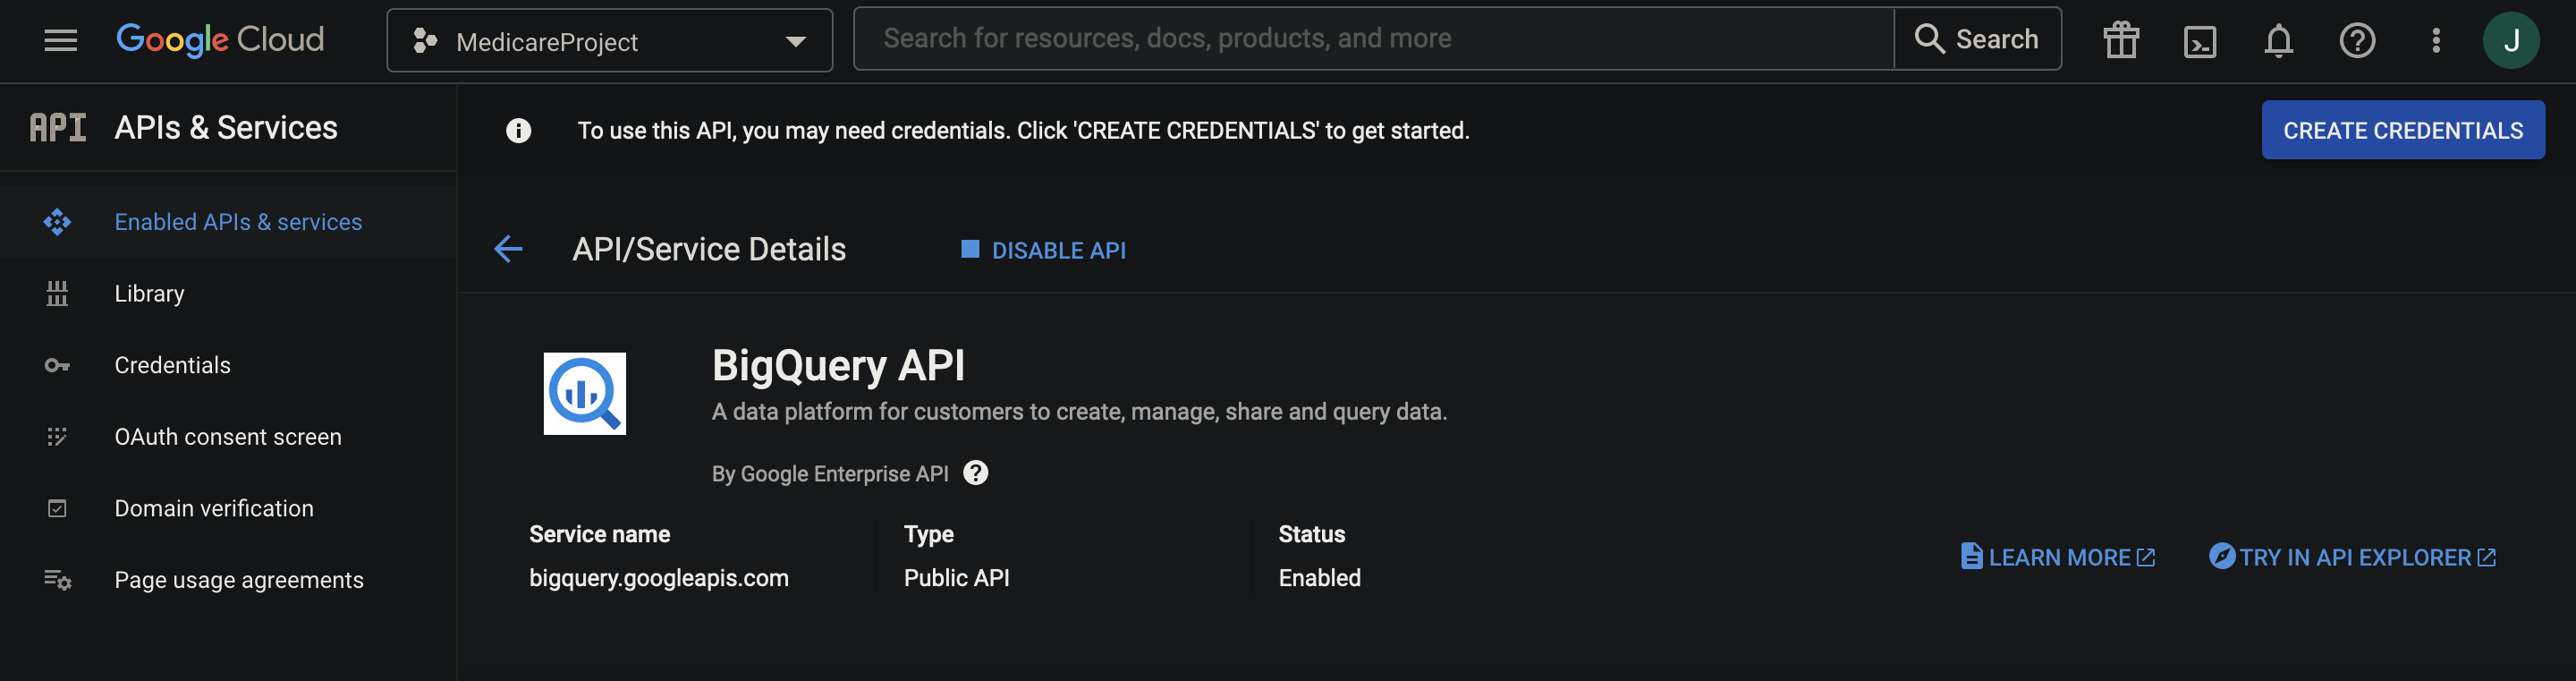 Google Cloud
MedicareProject
Search for resources, docs, products, and more
Search
J
API
APIs & Services
To use this API, you may need credentials. Click 'CREATE CREDENTIALS' to get started.
CREATE CREDENTIALS
Enabled APIs & services
Library
Credentials
OAuth consent screen
Domain verification
Page usage agreements
API/Service Details
DISABLE API
BigQuery API
A data platform for customers to create, manage, share and query data.
By Google Enterprise API
Service name
bigquery.googleapis.com
Type
Public API
Status
Enabled
LEARN MORE
TRY IN API EXPLORER